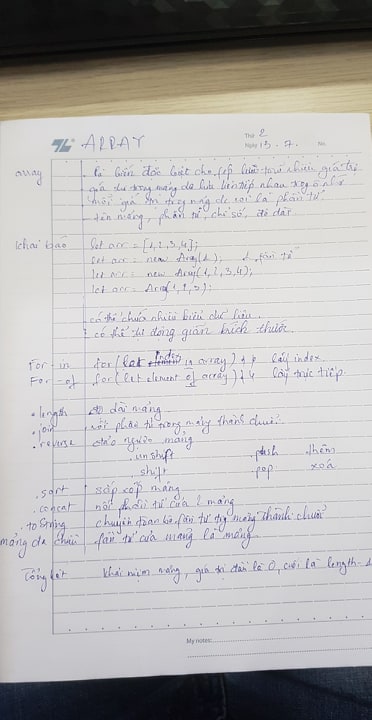 Thứ 2
Ngày 13.7. No.
ARRAY
array là biến đặc biệt cho phép lưu trữ nhiều giá trị
giá trị trong mảng đc lưu liên tiếp nhau trong ô nhớ
mỗi giá trị trong mảng đc gọi là phần tử
tên mảng, phần tử, chỉ số, độ dài.
khai báo let arr = [1,2,3,4];
let arr = new Array(1); 1 phần tử
let arr = new Array(1,2,3,4);
let arr = Array(1,2,3);
có thể chứa nhiều kiểu dữ liệu.
có thể tự động giãn kích thước.
For-in for(let index in array){ } lấy index.
For-of for(let element of array){ } lấy trực tiếp.
.length độ dài mảng
.join nối phần tử trong mảng thành chuỗi.
.reverse đảo ngược mảng
.unshift .push thêm
shift .pop xoá
.sort sắp xếp mảng
.concat nối phần tử của 2 mảng
.toString chuyển toàn bộ phần tử trong mảng thành chuỗi
mảng đa chiều phần tử của mảng là mảng.
Tổng kết khái niệm mảng, giá trị đầu là 0, cuối là length-1
My notes: